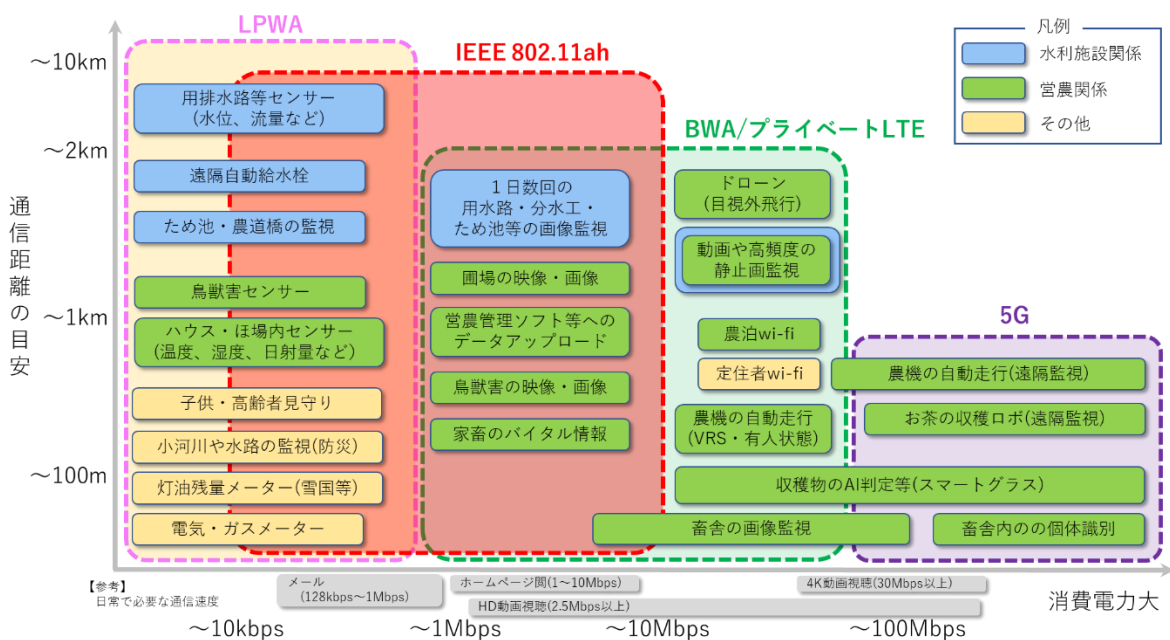 LPWA
IEEE 802.11ah
BWA/プライベートLTE
5G
凡例
水利施設関係
営農関係
その他
通信距離の目安
～10km
～2km
～1km
～100m
用排水路等センサー
(水位、流量など)
遠隔自動給水栓
ため池・農道橋の監視
鳥獣害センサー
ハウス・ほ場内センサー
(温度、湿度、日射量など)
子供・高齢者見守り
小河川や水路の監視(防災)
灯油残量メーター(雪国等)
電気・ガスメーター
１日数回の
用水路・分水工・
ため池等の画像監視
圃場の映像・画像
営農管理ソフト等への
データアップロード
鳥獣害の映像・画像
家畜のバイタル情報
ドローン
(目視外飛行)
動画や高頻度の
静止画監視
農泊wi-fi
定住者wi-fi
農機の自動走行
(VRS・有人状態)
農機の自動走行(遠隔監視)
お茶の収穫ロボ(遠隔監視)
収穫物のAI判定等(スマートグラス)
畜舎の画像監視
畜舎内のの個体識別
【参考】
日常で必要な通信速度
メール
(128kbps～1Mbps)
ホームページ閲(1～10Mbps)
HD動画視聴(2.5Mbps以上)
4K動画視聴(30Mbps以上)
消費電力大
～10kbps
～1Mbps
～10Mbps
～100Mbps